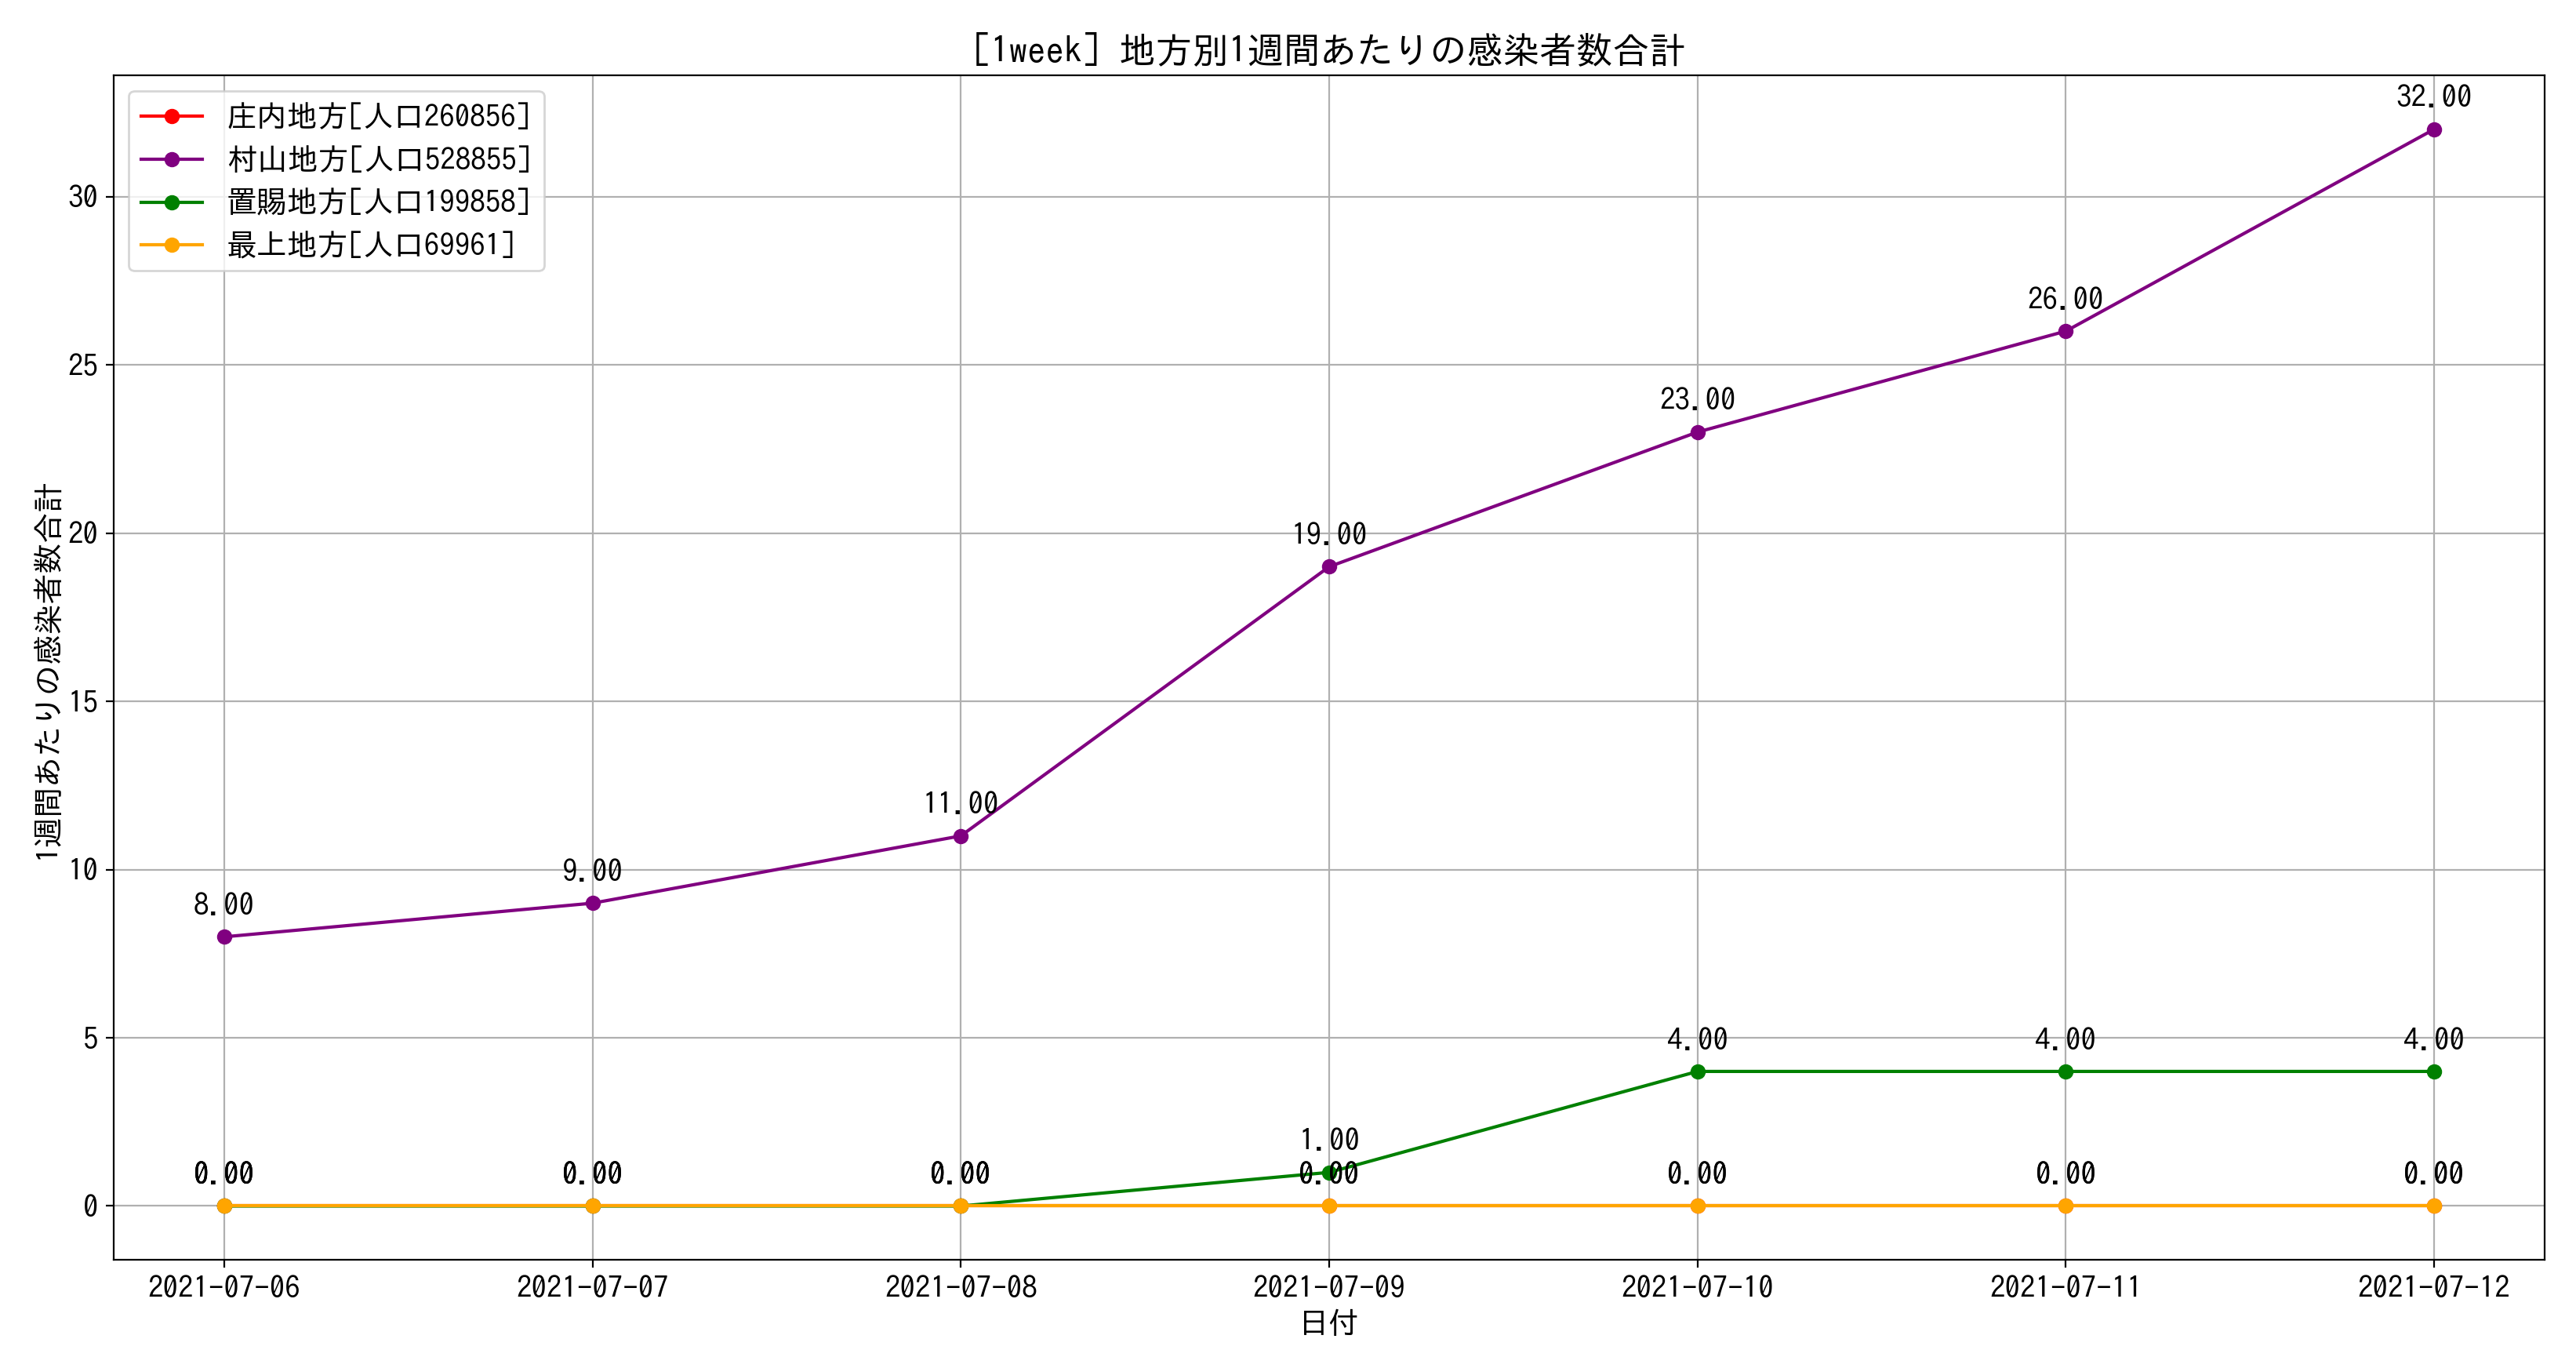 [1week] 地方別1週間あたりの感染者数合計
庄内地方[人口260856]
村山地方[人口528855]
置賜地方[人口199858]
最上地方[人口69961]
1週間あたりの感染者数合計
30
25
20
15
10
5
0
32.00
26.00
23.00
19.00
11.00
9.00
8.00
4.00 4.00 4.00
1.00
0.00 0.00 0.00 0.00 0.00 0.00 0.00
2021-07-06 2021-07-07 2021-07-08 2021-07-09 2021-07-10 2021-07-11 2021-07-12
日付